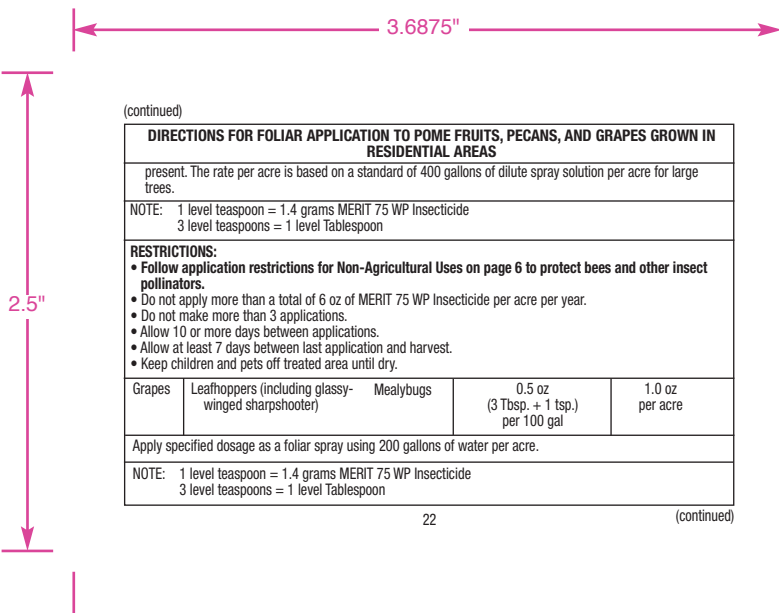 3.6875"
2.5"
(continued)
DIRECTIONS FOR FOLIAR APPLICATION TO POME FRUITS, PECANS, AND GRAPES GROWN IN
RESIDENTIAL AREAS
present. The rate per acre is based on a standard of 400 gallons of dilute spray solution per acre for large
trees.
NOTE: 1 level teaspoon = 1.4 grams MERIT 75 WP Insecticide
3 level teaspoons = 1 level Tablespoon
RESTRICTIONS:
• Follow application restrictions for Non-Agricultural Uses on page 6 to protect bees and other insect
pollinators.
• Do not apply more than a total of 6 oz of MERIT 75 WP Insecticide per acre per year.
• Do not make more than 3 applications.
• Allow 10 or more days between applications.
• Allow at least 7 days between last application and harvest.
• Keep children and pets off treated area until dry.
Grapes Leafhoppers (including glassy- Mealybugs 0.5 oz 1.0 oz
winged sharpshooter) (3 Tbsp. + 1 tsp.) per acre
per 100 gal
Apply specified dosage as a foliar spray using 200 gallons of water per acre.
NOTE: 1 level teaspoon = 1.4 grams MERIT 75 WP Insecticide
3 level teaspoons = 1 level Tablespoon
22 (continued)